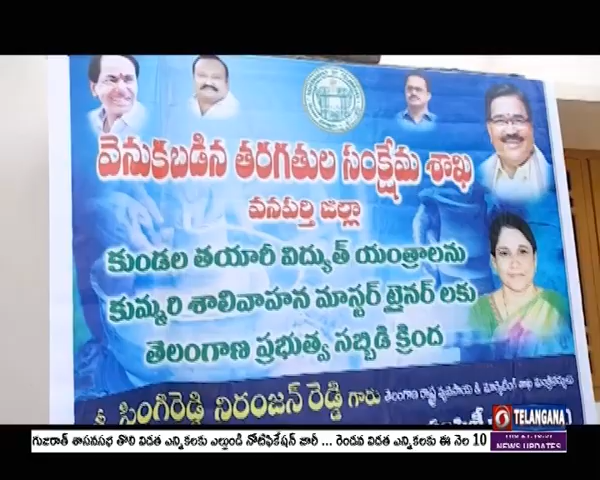 వెనుకబడిన తరగతుల సంక్షేమ శాఖ
వనపర్తి జిల్లా
కుండల తయారీ విద్యుత్ యంత్రాలను
కుమ్మరి శాలివాహన మాస్టర్ ట్రైనర్ లకు
తెలంగాణ ప్రభుత్వ సబ్బిడి క్రింద
సింగిరెడ్డి నిరంజన్ రెడ్డి గారు తెలంగాణ రాష్ట్ర వ్యవసాయ & మార్కెటింగ్ శాఖ
TELANGANA
గుజరాత్ శాసనసభ తొలి విడత ఎన్నికలకు ఎల్లుండి నోటిఫికేషన్ జారీ ... రెండవ విడత ఎన్నికలకు ఈ నెల 10
NEWS UPDATES